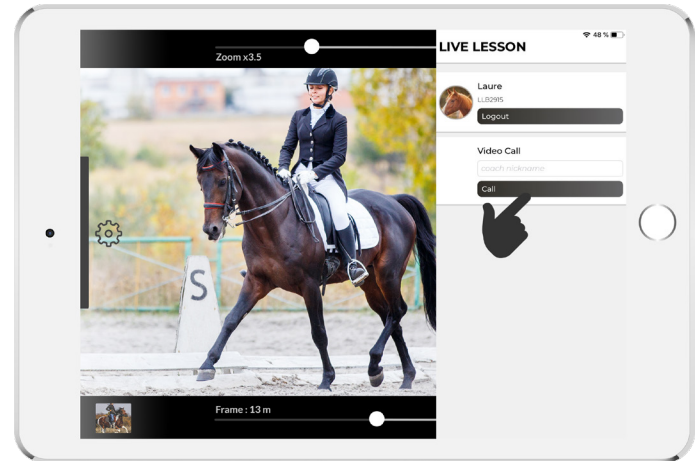 Zoom x3.5
48 %
LIVE LESSON
Laure
LLB2915
Logout
Video Call
coach nickname
Call
S
Frame : 13 m